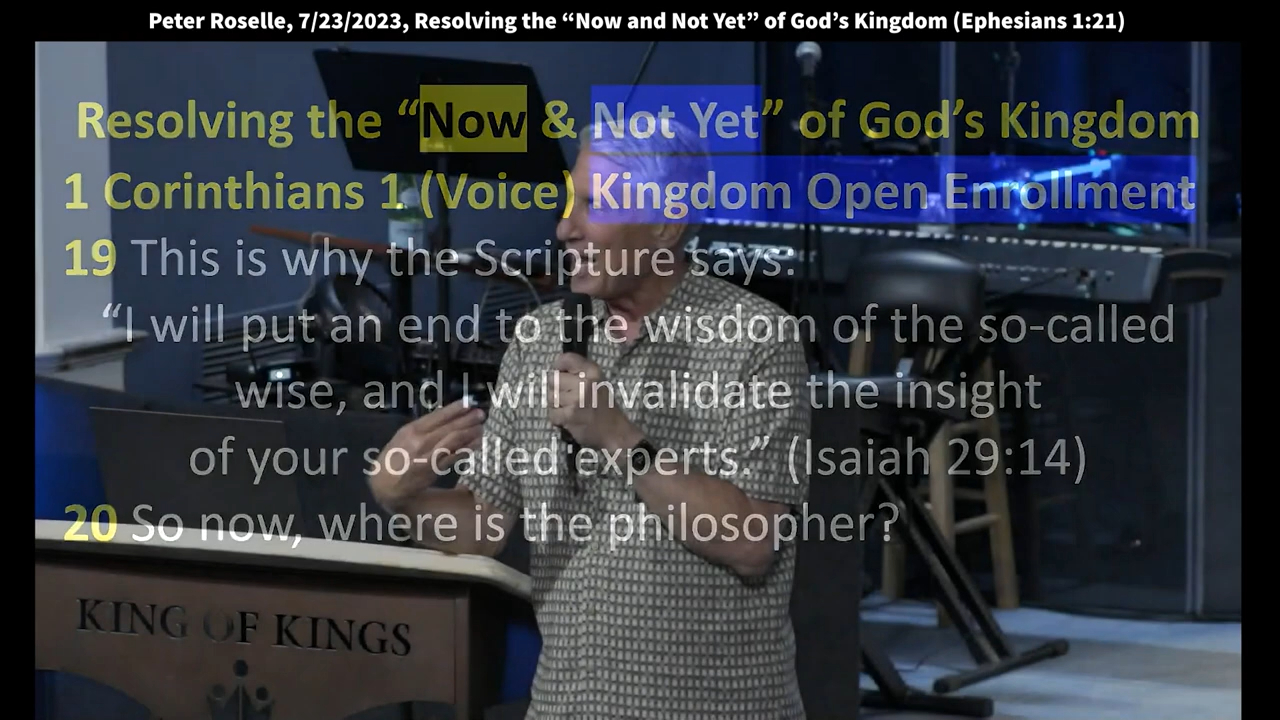 Peter Roselle, 7/23/2023, Resolving the “Now and Not Yet” of God’s Kingdom (Ephesians 1:21)
Resolving the “Now & Not Yet” of God’s Kingdom
1 Corinthians 1 (Voice) Kingdom Open Enrollment
19 This is why the Scripture says:
“I will put an end to the wisdom of the so-called
wise, and I will invalidate the insight
of your so-called experts.” (Isaiah 29:14)
20 So now, where is the philosopher?
KING OF KINGS